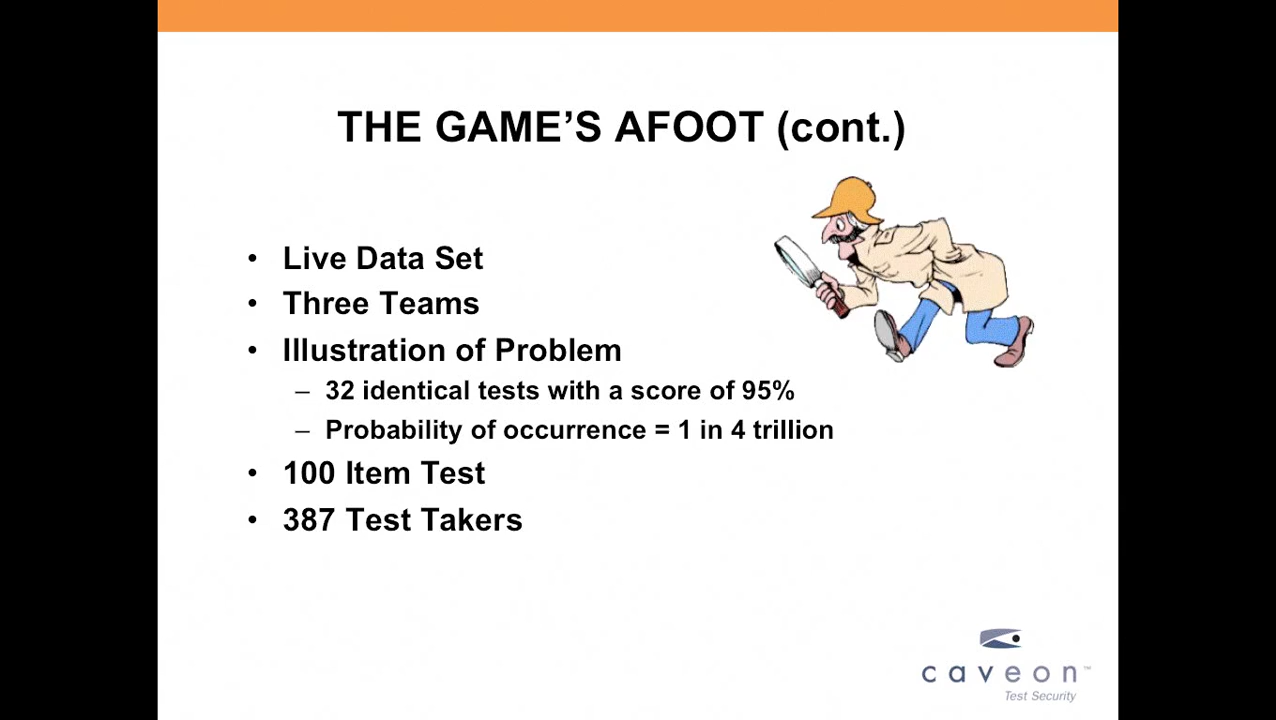 THE GAME’S AFOOT (cont.)
• Live Data Set
• Three Teams
• Illustration of Problem
– 32 identical tests with a score of 95%
– Probability of occurrence = 1 in 4 trillion
• 100 Item Test
• 387 Test Takers
caveon™
Test Security